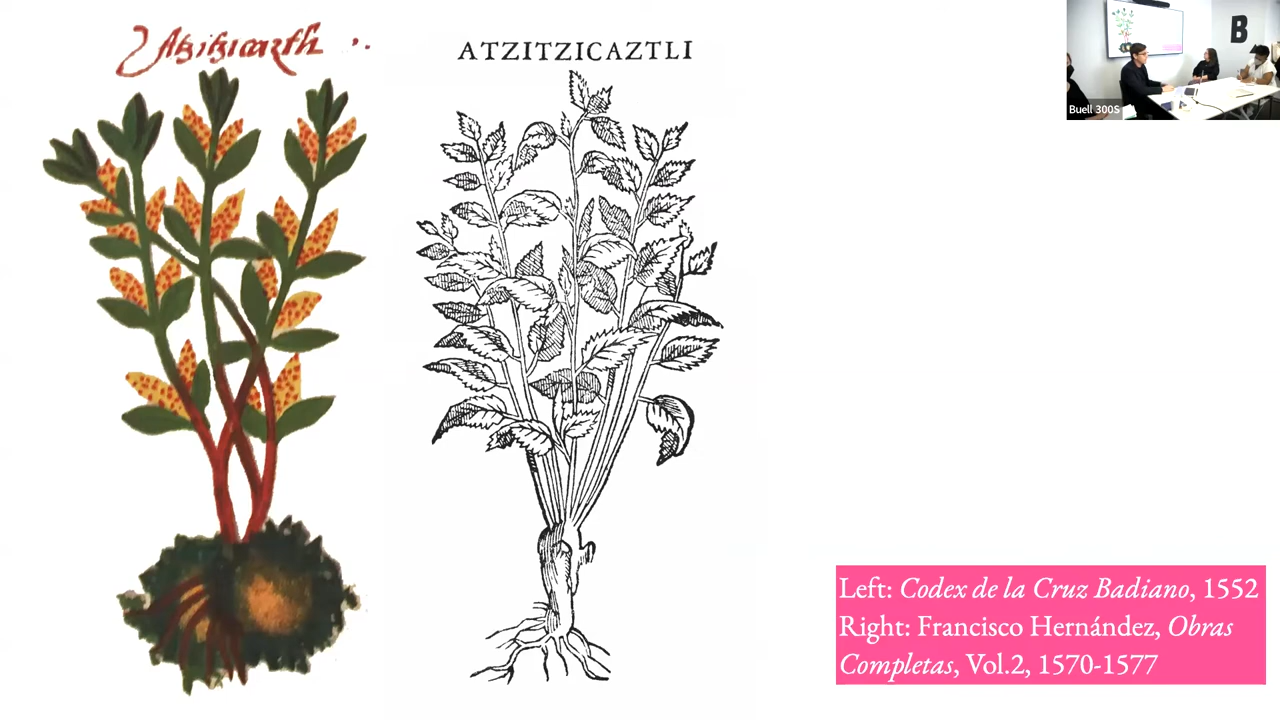 Atzitzicaztli
ATZITZICAZTLI
B
Buell 300S
Left: Codex de la Cruz Badiano, 1552
Right: Francisco Hernández, Obras
Completas, Vol.2, 1570-1577